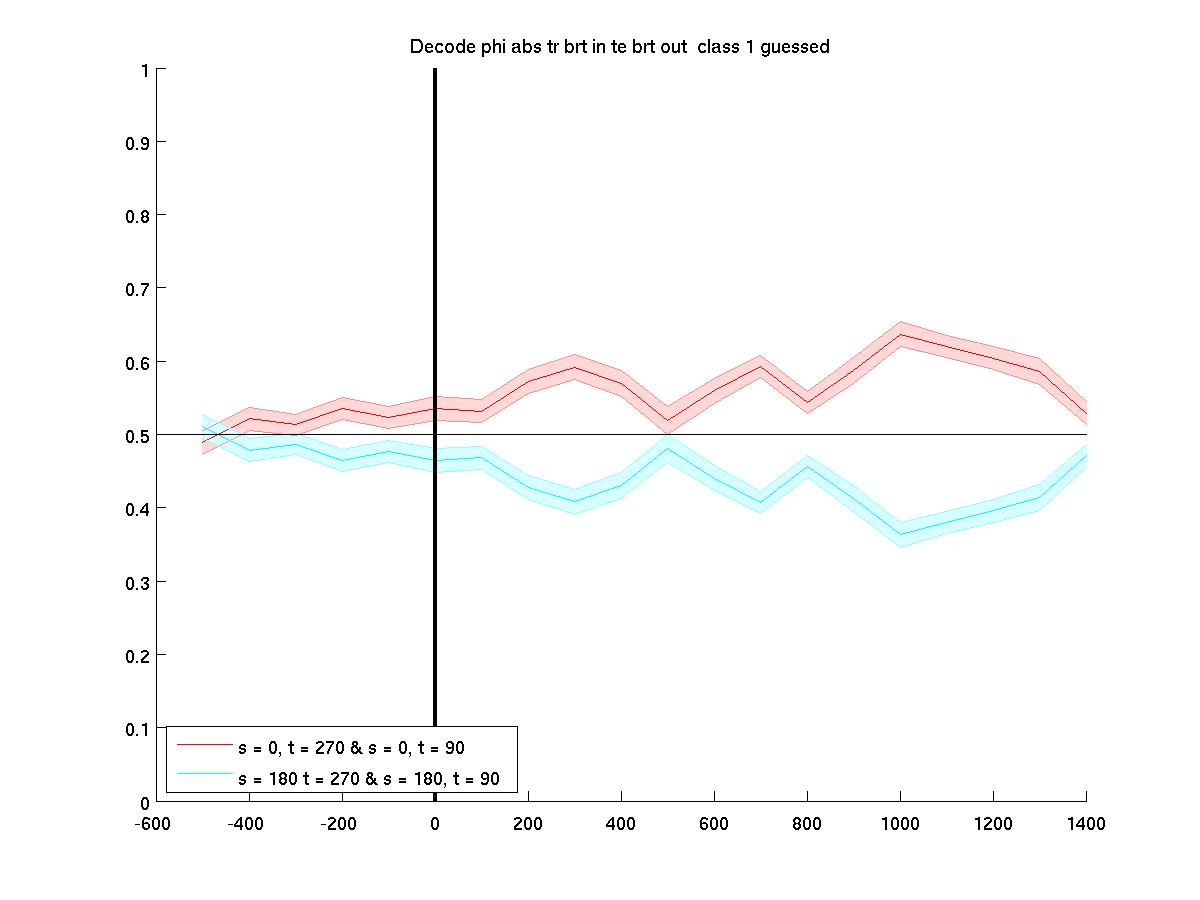 Decode phi abs tr brt in te brt out  class 1 guessed
1
0.9
0.8
0.7
0.6
0.5
0.4
0.3
0.2
0.1
0
s = 0, t = 270 & s = 0, t = 90
s = 180 t = 270 & s = 180, t = 90
-600 -400 -200 0 200 400 600 800 1000 1200 1400